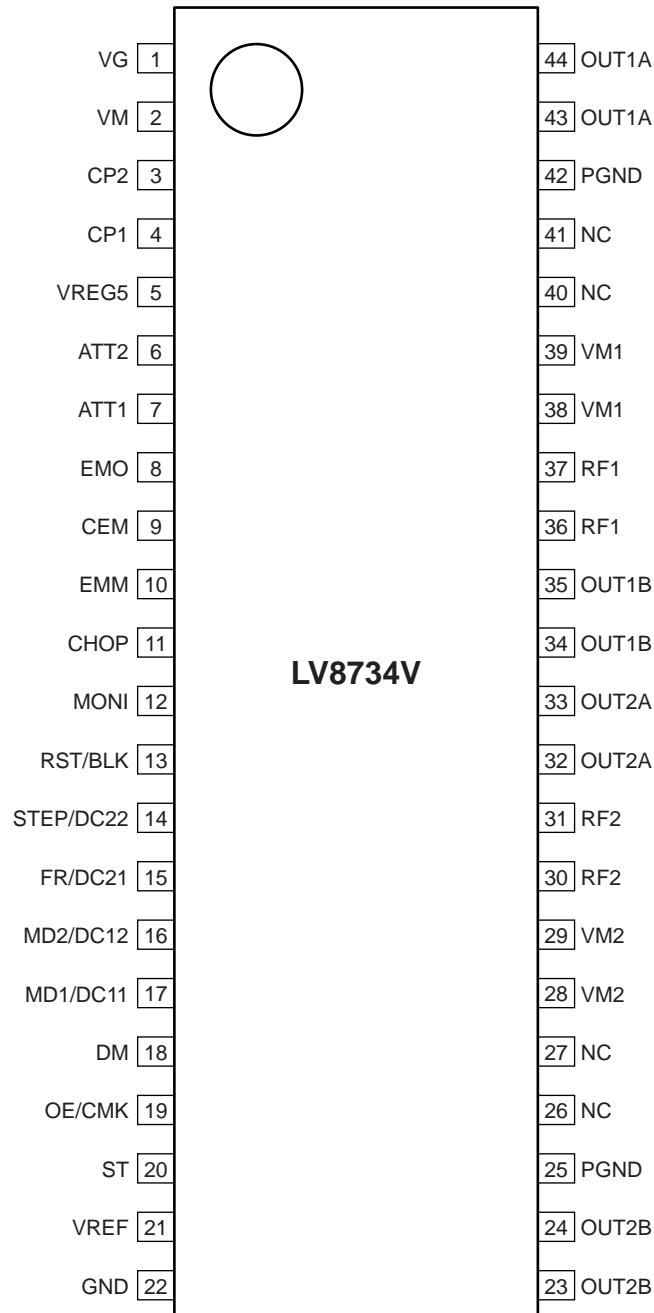 VG 1 44 OUT1A
VM 2 43 OUT1A
CP2 3 42 PGND
CP1 4 41 NC
VREG5 5 40 NC
ATT2 6 39 VM1
ATT1 7 38 VM1
EMO 8 37 RF1
CEM 9 36 RF1
EMM 10 35 OUT1B
CHOP 11 34 OUT1B
LV8734V
MONI 12 33 OUT2A
RST/BLK 13 32 OUT2A
STEP/DC22 14 31 RF2
FR/DC21 15 30 RF2
MD2/DC12 16 29 VM2
MD1/DC11 17 28 VM2
DM 18 27 NC
OE/CMK 19 26 NC
ST 20 25 PGND
VREF 21 24 OUT2B
GND 22 23 OUT2B